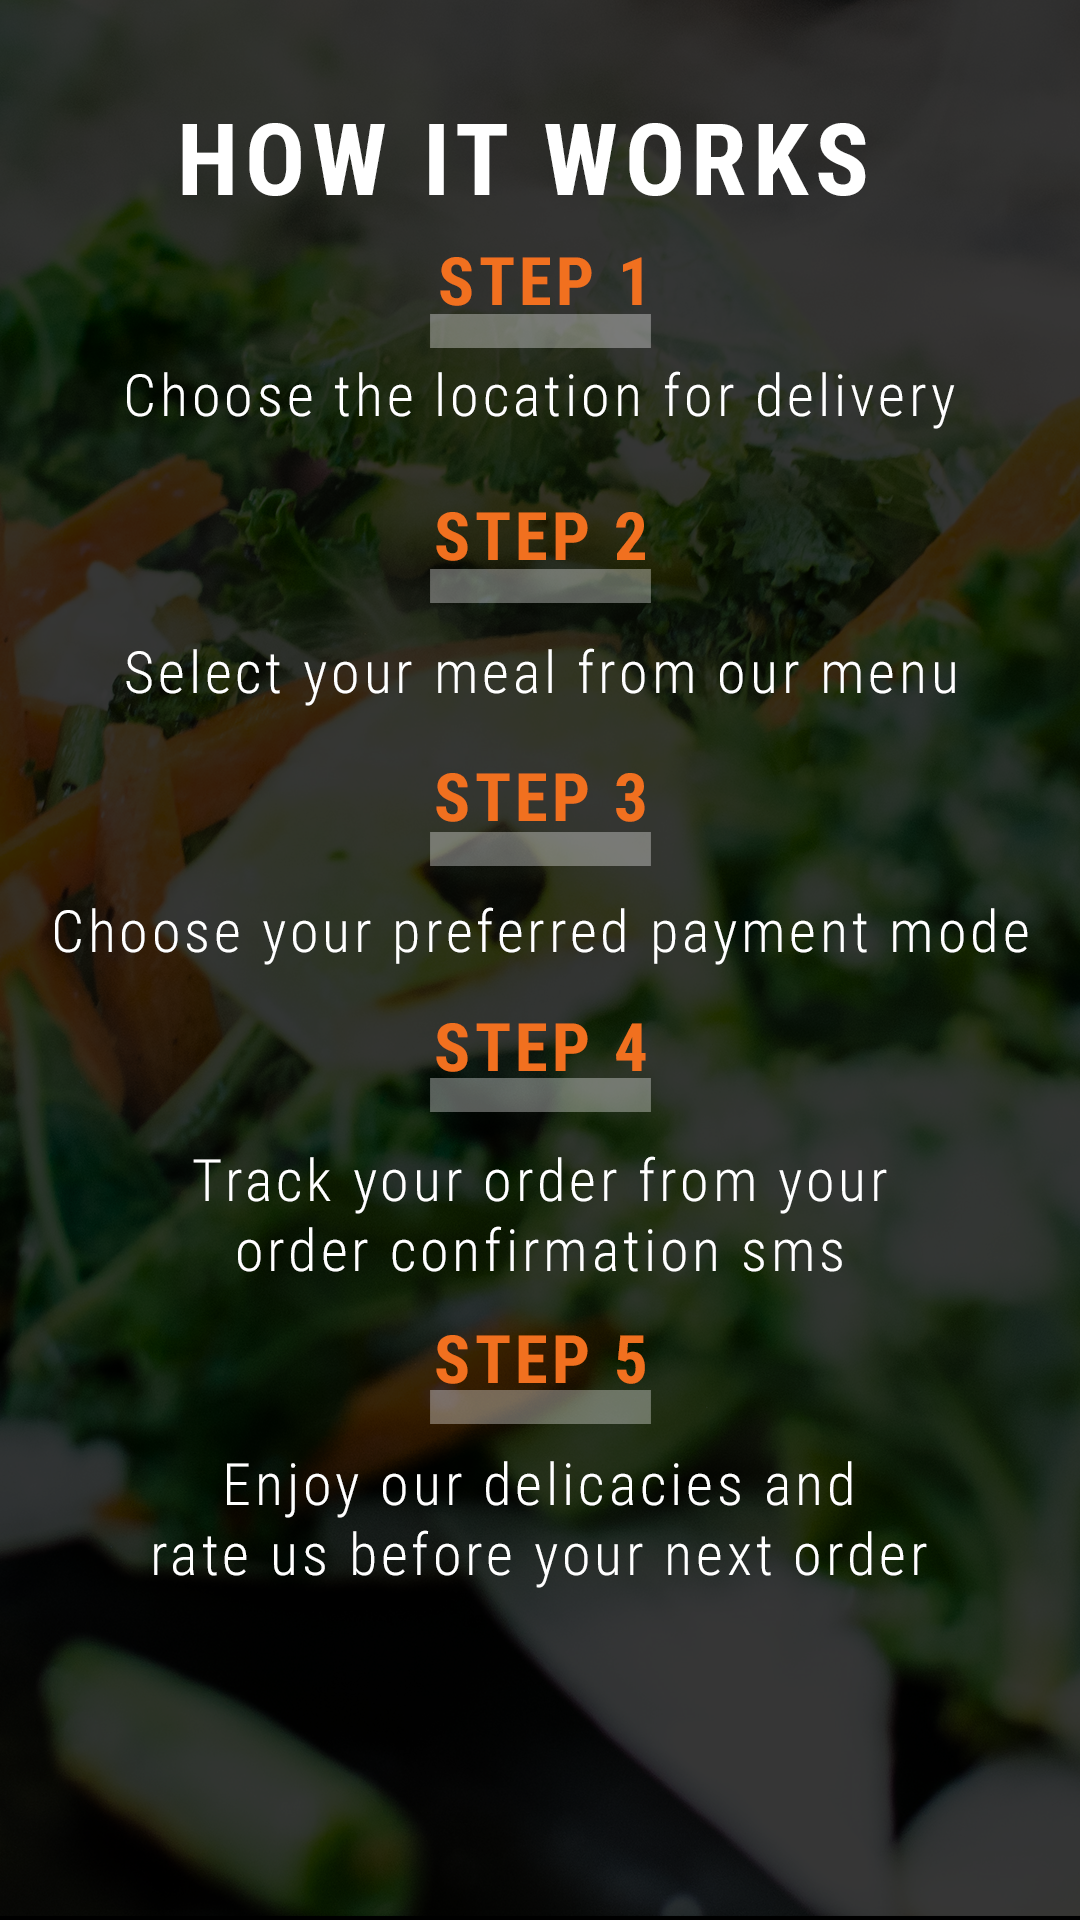 HOW IT WORKS
STEP 1
Choose the location for delivery
STEP 2
Select your meal from our menu
STEP 3
Choose your preferred payment mode
STEP 4
Track your order from your
order confirmation sms
STEP 5
Enjoy our delicacies and
rate us before your next order